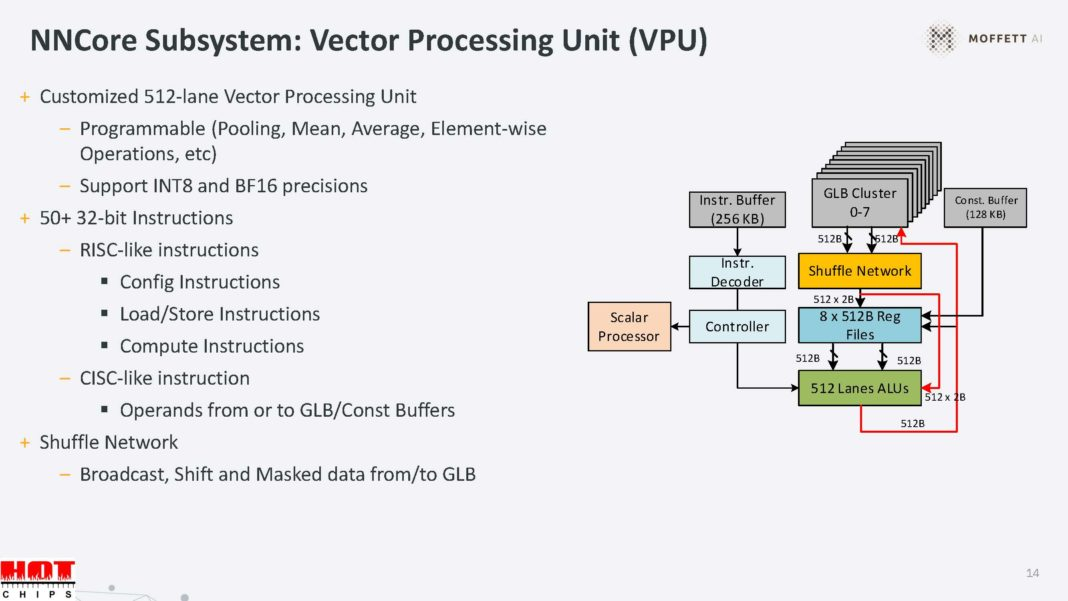 NNCore Subsystem: Vector Processing Unit (VPU)
MOFFETT AI
+ Customized 512-lane Vector Processing Unit
– Programmable (Pooling, Mean, Average, Element-wise
Operations, etc)
– Support INT8 and BF16 precisions
+ 50+ 32-bit Instructions
– RISC-like instructions
▪ Config Instructions
▪ Load/Store Instructions
▪ Compute Instructions
– CISC-like instruction
▪ Operands from or to GLB/Const Buffers
+ Shuffle Network
– Broadcast, Shift and Masked data from/to GLB
Instr. Buffer
(256 KB)
GLB Cluster
0-7
Const. Buffer
(128 KB)
512B
512B
Instr.
Decoder
Shuffle Network
512 x 2B
Scalar
Processor
Controller
8 x 512B Reg
Files
512B
512B
512 Lanes ALUs
512 x 2B
512B
HOT
CHIPS
14